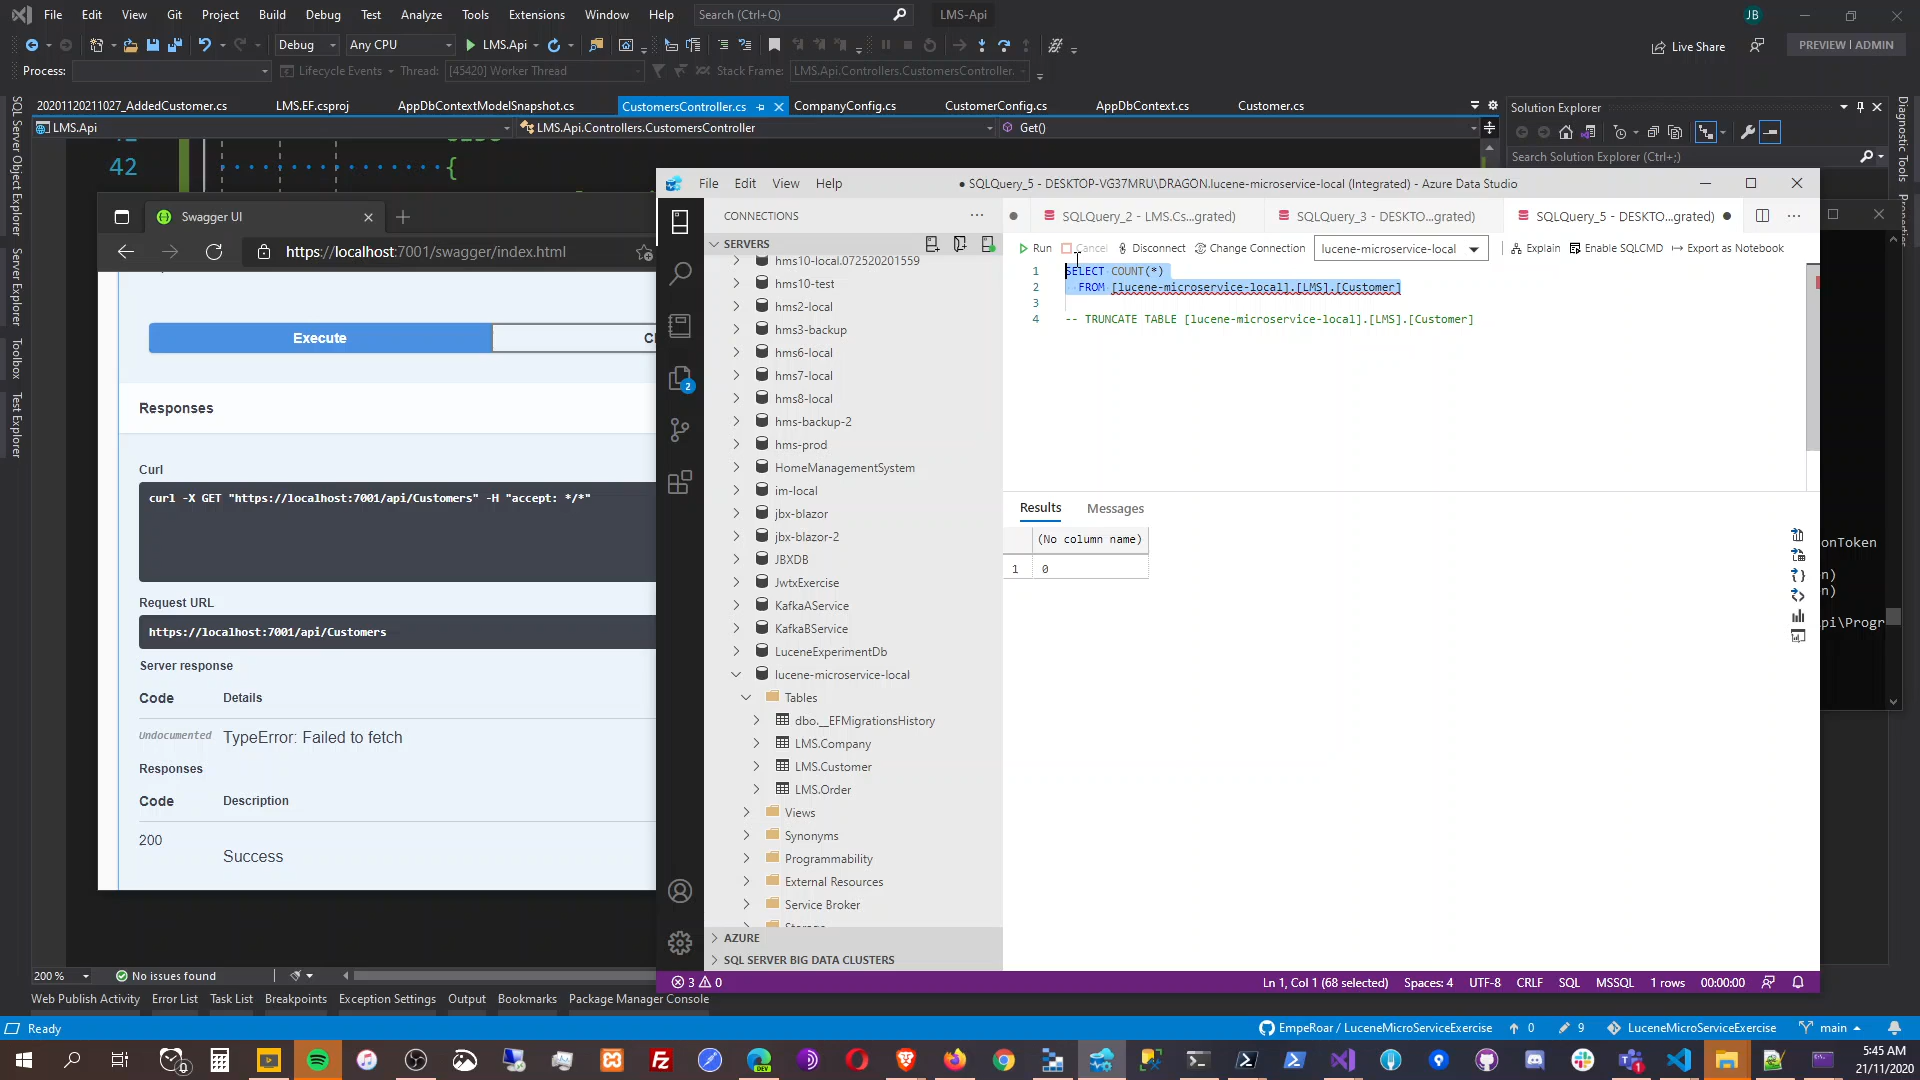 File Edit View Git Project Build Debug Test Analyze Tools Extensions Window Help Search (Ctrl+Q) LMS-Api JB
Debug Any CPU LMS.Api Live Share PREVIEW | ADMIN
Process: Lifecycle Events Thread: [45420] Worker Thread Stack Frame: LMS.Api.Controllers.CustomersController.
20201120211027_AddedCustomer.cs LMS.EF.csproj AppDbContextModelSnapshot.cs CustomersController.cs CompanyConfig.cs CustomerConfig.cs AppDbContext.cs Customer.cs
LMS.Api LMS.Api.Controllers.CustomersController Get()
Solution Explorer
Search Solution Explorer (Ctrl+;)
SQL Server Object Explorer
Server Explorer
Toolbox
Test Explorer
Diagnostic Tools
42 {
Swagger UI
https://localhost:7001/swagger/index.html
Execute
Responses
Curl
curl -X GET "https://localhost:7001/api/Customers" -H "accept: */*"
Request URL
https://localhost:7001/api/Customers
Server response
Code Details
Undocumented TypeError: Failed to fetch
Responses
Code Description
200
Success
File Edit View Help ● SQLQuery_5 - DESKTOP-VG37MRU\DRAGON.lucene-microservice-local (Integrated) - Azure Data Studio
CONNECTIONS
SERVERS
hms10-local.072520201559
hms10-test
hms2-local
hms3-backup
hms6-local
hms7-local
hms8-local
hms-backup-2
hms-prod
HomeManagementSystem
im-local
jbx-blazor
jbx-blazor-2
JBXDB
JwtxExercise
KafkaAService
KafkaBService
LuceneExperimentDb
lucene-microservice-local
Tables
dbo.__EFMigrationsHistory
LMS.Company
LMS.Customer
LMS.Order
Views
Synonyms
Programmability
External Resources
Service Broker
Storage
AZURE
SQL SERVER BIG DATA CLUSTERS
2
SQLQuery_2 - LMS.Cs...grated) SQLQuery_3 - DESKTO...grated) SQLQuery_5 - DESKTO...grated)
Run Cancel Disconnect Change Connection lucene-microservice-local Explain Enable SQLCMD Export as Notebook
1 SELECT COUNT(*)
2 FROM [lucene-microservice-local].[LMS].[Customer]
3
4 -- TRUNCATE TABLE [lucene-microservice-local].[LMS].[Customer]
Results Messages
(No column name)
1 0
onToken
n)
n)
pi\Progr
3 0 Ln 1, Col 1 (68 selected) Spaces: 4 UTF-8 CRLF SQL MSSQL 1 rows 00:00:00
200 % No issues found
Web Publish Activity Error List Task List Breakpoints Exception Settings Output Bookmarks Package Manager Console
Ready EmpeRoar / LuceneMicroServiceExercise 0 9 LuceneMicroServiceExercise main
5:45 AM
21/11/2020